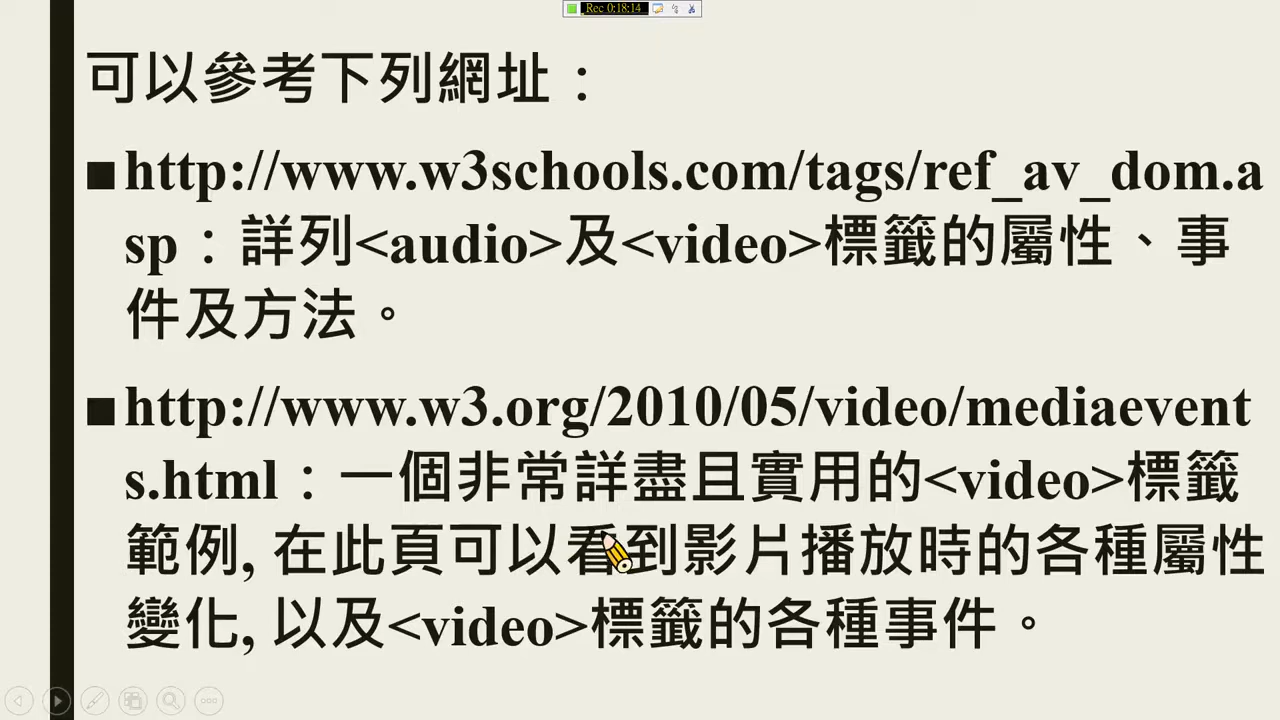 Rec 0:18:14
可以參考下列網址：
■http://www.w3schools.com/tags/ref_av_dom.a
sp：詳列<audio>及<video>標籤的屬性、事
件及方法。
■http://www.w3.org/2010/05/video/mediaevent
s.html：一個非常詳盡且實用的<video>標籤
範例, 在此頁可以看到影片播放時的各種屬性
變化, 以及<video>標籤的各種事件。